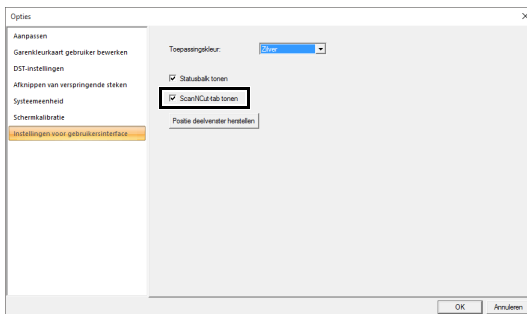 Opties
Aanpassen
Garenkleurkaart gebruiker bewerken
DST-instellingen
Afknippen van verspringende steken
Systeemeenheid
Schermkalibratie
Instellingen voor gebruikersinterface
Toepassingskleur:
Zilver
Statusbalk tonen
ScanNCut-tab tonen
Positie deelvenster herstellen
OK
Annuleren